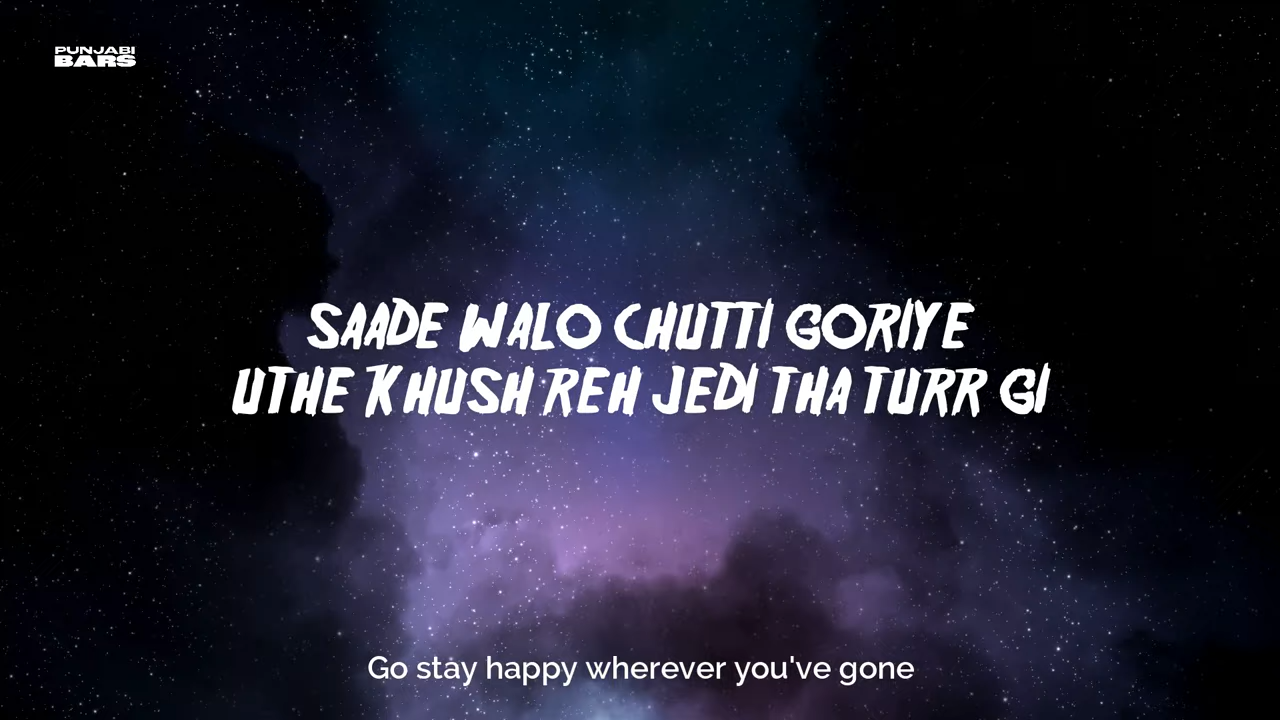 PUNJABI
BARS
SAADE WALO CHUTTI GORIYE
UTHE KHUSH REH JEDI THA TURR GI
Go stay happy wherever you've gone